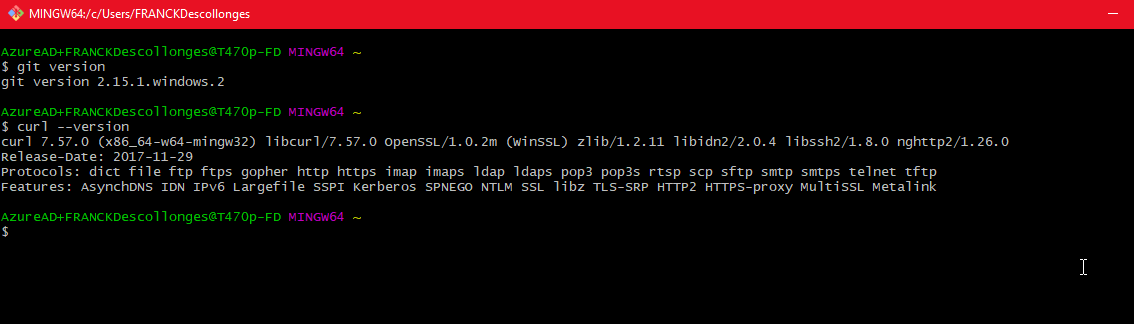 MINGW64:/c/Users/FRANCKDescollonges
AzureAD+FRANCKDescollonges@T470p-FD MINGW64 ~
$ git version
git version 2.15.1.windows.2
AzureAD+FRANCKDescollonges@T470p-FD MINGW64 ~
$ curl --version
curl 7.57.0 (x86_64-w64-mingw32) libcurl/7.57.0 OpenSSL/1.0.2m (WinSSL) zlib/1.2.11 libidn2/2.0.4 libssh2/1.8.0 nghttp2/1.26.0
Release-Date: 2017-11-29
Protocols: dict file ftp ftps gopher http https imap imaps ldap ldaps pop3 pop3s rtsp scp sftp smtp smtps telnet tftp
Features: AsynchDNS IDN IPv6 Largefile SSPI Kerberos SPNEGO NTLM SSL libz TLS-SRP HTTP2 HTTPS-proxy MultiSSL Metalink
AzureAD+FRANCKDescollonges@T470p-FD MINGW64 ~
$